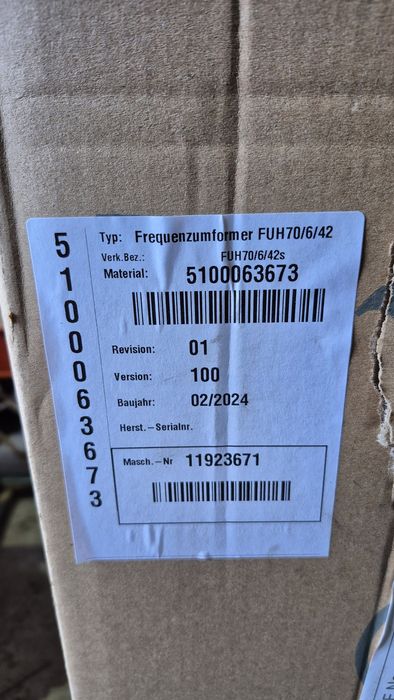 5100063673
Typ: Frequenzumformer FUH70/6/42
Verk.Bez.: FUH70/6/42s
Material: 5100063673
Revision: 01
Version: 100
Baujahr: 02/2024
Herst.-Serialnr.
Masch.-Nr 11923671